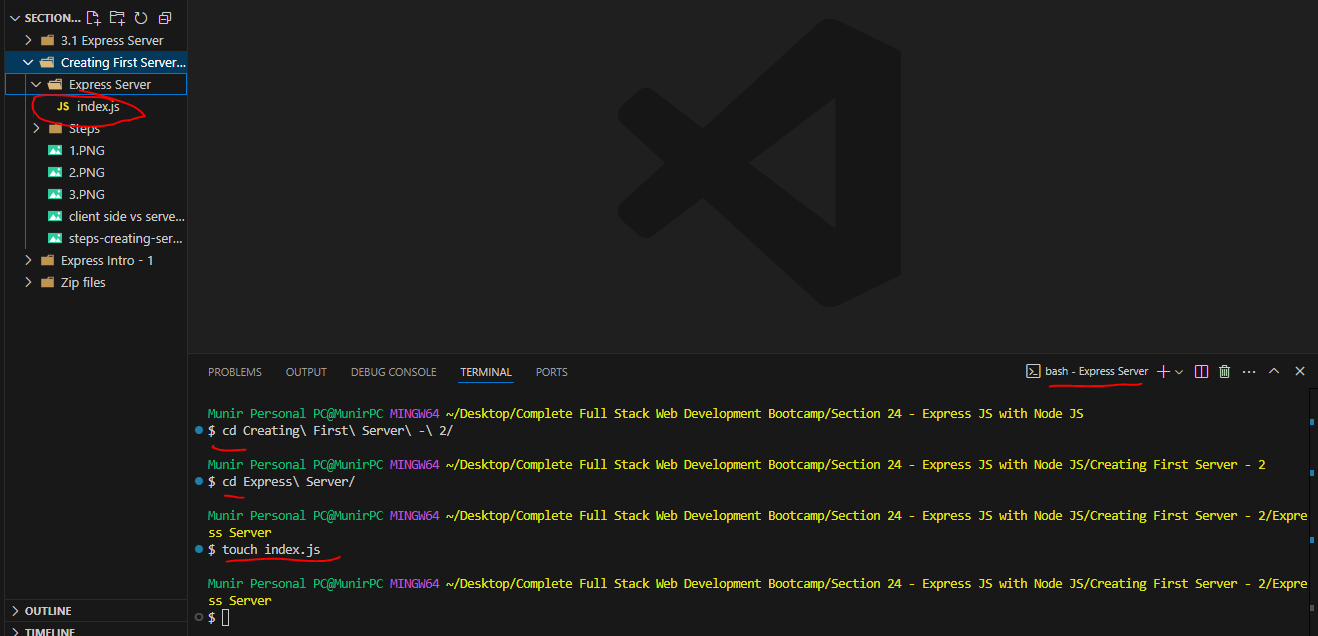 SECTION...
3.1 Express Server
Creating First Server...
Express Server
JS index.js
Steps
1.PNG
2.PNG
3.PNG
client side vs serve...
steps-creating-ser...
Express Intro - 1
Zip files
OUTLINE
TIMELINE
PROBLEMS OUTPUT DEBUG CONSOLE TERMINAL PORTS
bash - Express Server
Munir Personal PC@MunirPC MINGW64 ~/Desktop/Complete Full Stack Web Development Bootcamp/Section 24 - Express JS with Node JS
$ cd Creating\ First\ Server\ -\ 2/
Munir Personal PC@MunirPC MINGW64 ~/Desktop/Complete Full Stack Web Development Bootcamp/Section 24 - Express JS with Node JS/Creating First Server - 2
$ cd Express\ Server/
Munir Personal PC@MunirPC MINGW64 ~/Desktop/Complete Full Stack Web Development Bootcamp/Section 24 - Express JS with Node JS/Creating First Server - 2/Expre
ss Server
$ touch index.js
Munir Personal PC@MunirPC MINGW64 ~/Desktop/Complete Full Stack Web Development Bootcamp/Section 24 - Express JS with Node JS/Creating First Server - 2/Expre
ss Server
$